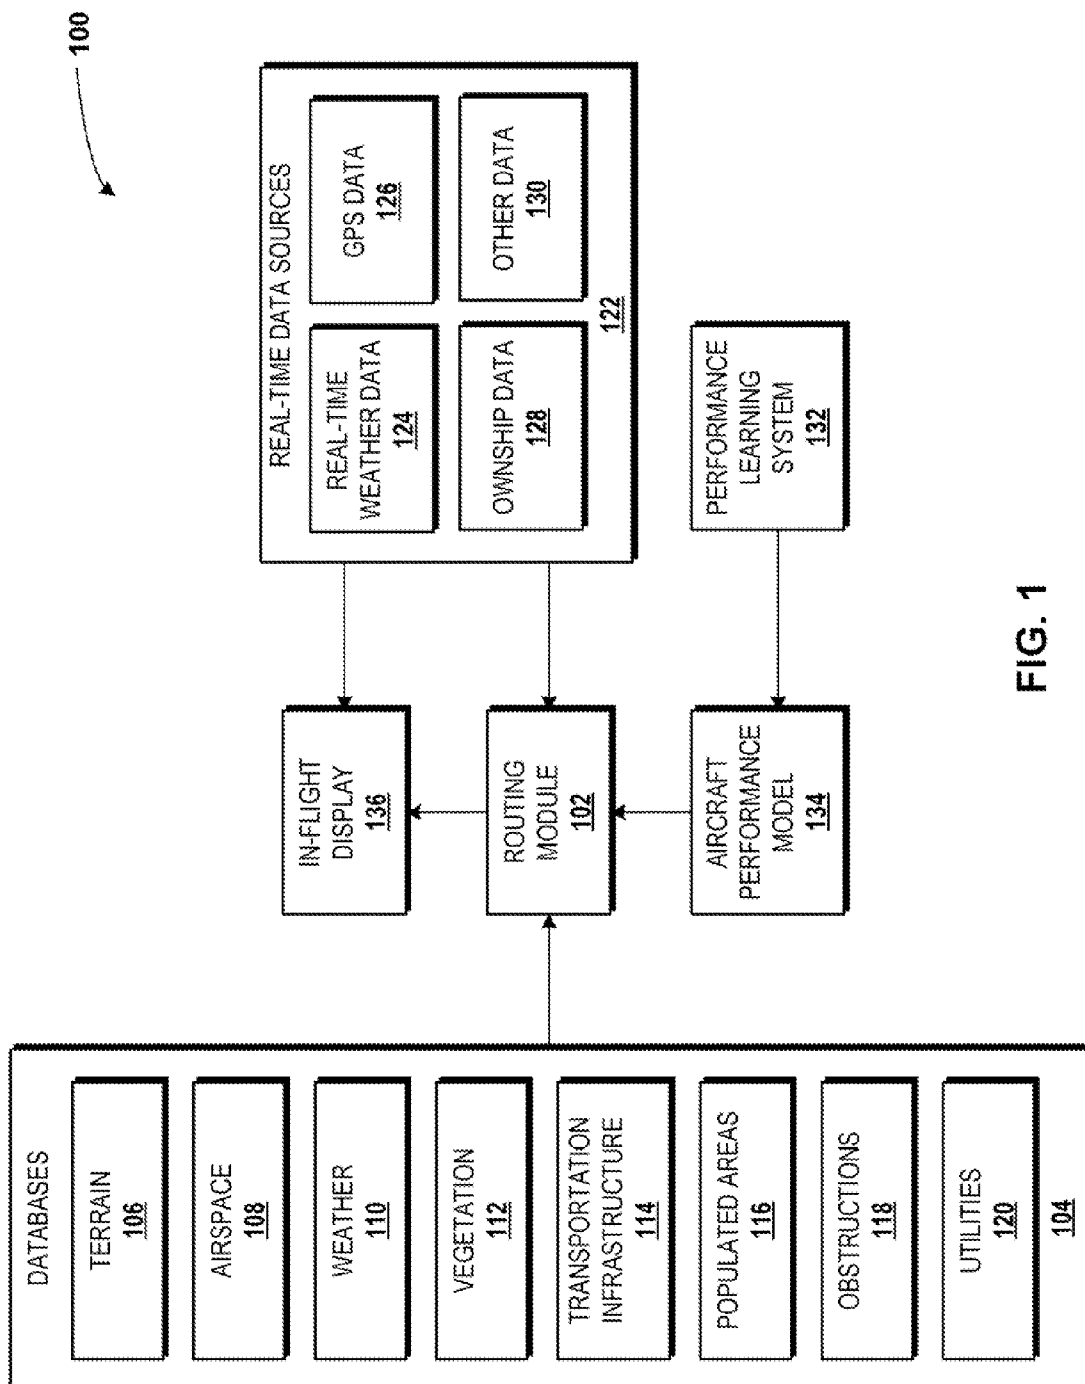 100
DATABASES
TERRAIN
106
AIRSPACE
108
WEATHER
110
VEGETATION
112
TRANSPORTATION
INFRASTRUCTURE
114
POPULATED AREAS
116
OBSTRUCTIONS
118
UTILITIES
120
104
IN-FLIGHT
DISPLAY
136
ROUTING
MODULE
102
AIRCRAFT
PERFORMANCE
MODEL
134
REAL-TIME DATA SOURCES
REAL-TIME
WEATHER DATA
124
GPS DATA
126
OWNSHIP DATA
128
OTHER DATA
130
122
PERFORMANCE
LEARNING
SYSTEM
132
FIG. 1